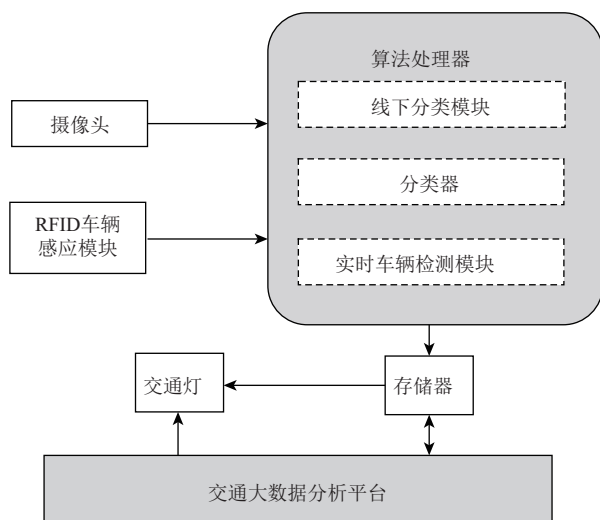 算法处理器
线下分类模块
摄像头
分类器
RFID车辆
感应模块
实时车辆检测模块
交通灯
存储器
交通大数据分析平台